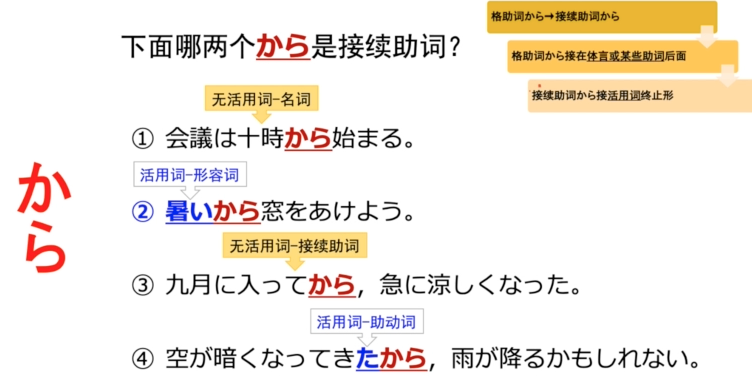 格助词から→接续助词から
下面哪两个から是接续助词？
格助词から接在体言或某些助词后面
接续助词から接活用词终止形
无活用词-名词
① 会議は十時から始まる。
活用词-形容词
② 暑いから窓をあけよう。
から
无活用词-接续助词
③ 九月に入ってから，急に涼しくなった。
活用词-助动词
④ 空が暗くなってきたから，雨が降るかもしれない。